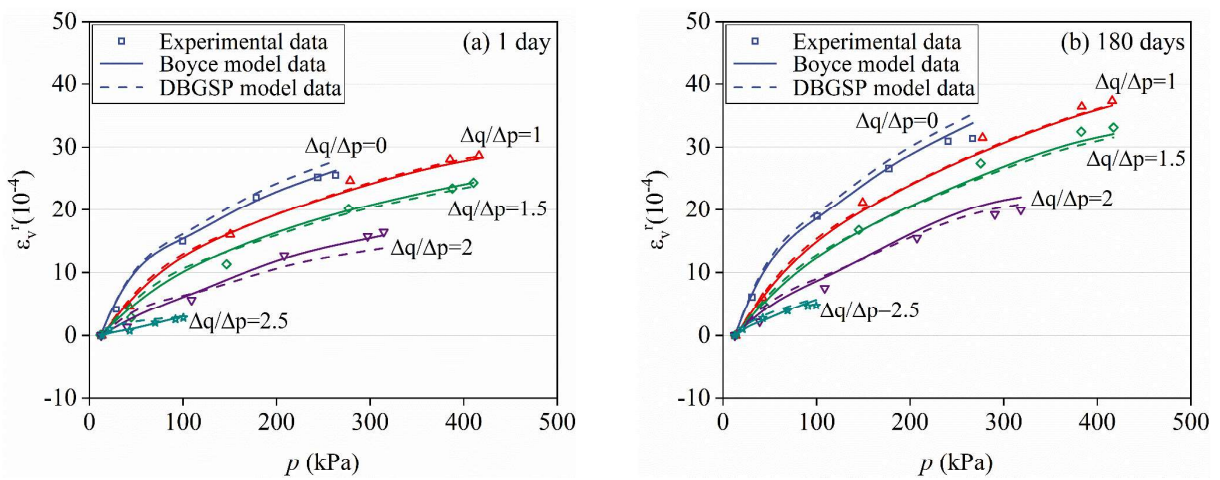 50
40
30
20
10
0
-10
0
100
200
300
400
500
εᵥʳ(10⁻⁴)
p (kPa)
Experimental data
Boyce model data
DBGSP model data
(a) 1 day
Δq/Δp=0
Δq/Δp=1
Δq/Δp=1.5
Δq/Δp=2
Δq/Δp=2.5
50
40
30
20
10
0
-10
0
100
200
300
400
500
εᵥʳ(10⁻⁴)
p (kPa)
Experimental data
Boyce model data
DBGSP model data
(b) 180 days
Δq/Δp=1
Δq/Δp=0
Δq/Δp=1.5
Δq/Δp=2
Δq/Δp−2.5